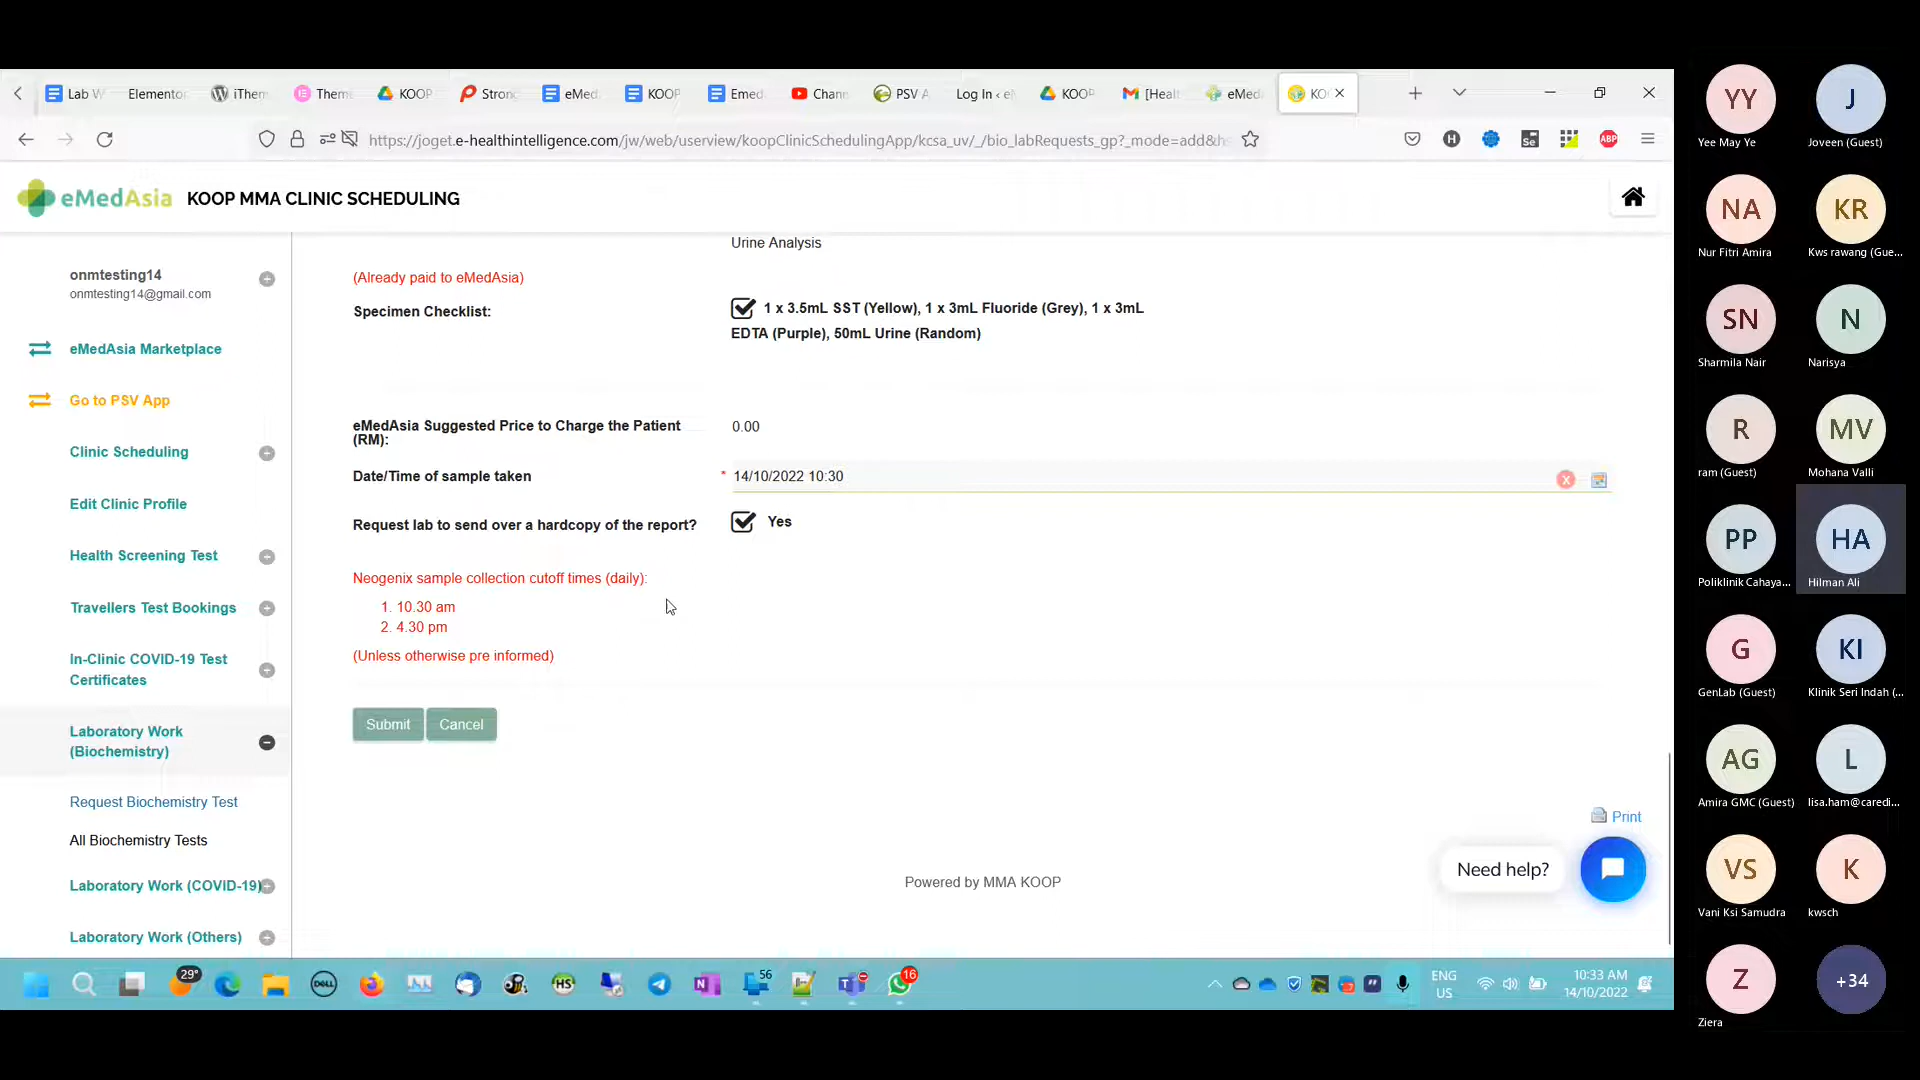 Lab W
Elemento
iThem
Them
KOOP
Stron
eMed
KOOP
Emed
Chann
PSV A
Log In ‹ e
KOOP
[Healt
eMed
KO
https://joget.e-healthintelligence.com/jw/web/userview/koopClinicSchedulingApp/kcsa_uv/_/bio_labRequests_gp?_mode=add&h
H
Se
ABP
eMedAsia
KOOP MMA CLINIC SCHEDULING
onmtesting14
onmtesting14@gmail.com
eMedAsia Marketplace
Go to PSV App
Clinic Scheduling
Edit Clinic Profile
Health Screening Test
Travellers Test Bookings
In-Clinic COVID-19 Test
Certificates
Laboratory Work
(Biochemistry)
Request Biochemistry Test
All Biochemistry Tests
Laboratory Work (COVID-19)
Laboratory Work (Others)
Urine Analysis
(Already paid to eMedAsia)
Specimen Checklist:
1 x 3.5mL SST (Yellow), 1 x 3mL Fluoride (Grey), 1 x 3mL
EDTA (Purple), 50mL Urine (Random)
eMedAsia Suggested Price to Charge the Patient
(RM):
0.00
Date/Time of sample taken
* 14/10/2022 10:30
Request lab to send over a hardcopy of the report?
Yes
Neogenix sample collection cutoff times (daily):
1. 10.30 am
2. 4.30 pm
(Unless otherwise pre informed)
Submit
Cancel
Print
Need help?
Powered by MMA KOOP
29°
DELL
HS
N
56
16
ENG
US
10:33 AM
14/10/2022
YY
Yee May Ye
J
Joveen (Guest)
NA
Nur Fitri Amira
KR
Kws rawang (Gue...
SN
Sharmila Nair
N
Narisya
R
ram (Guest)
MV
Mohana Valli
PP
Poliklinik Cahaya...
HA
Hilman Ali
G
GenLab (Guest)
KI
Klinik Seri Indah (...
AG
Amira GMC (Guest)
L
lisa.ham@caredi...
VS
Vani Ksi Samudra
K
kwsch
Z
Ziera
+34